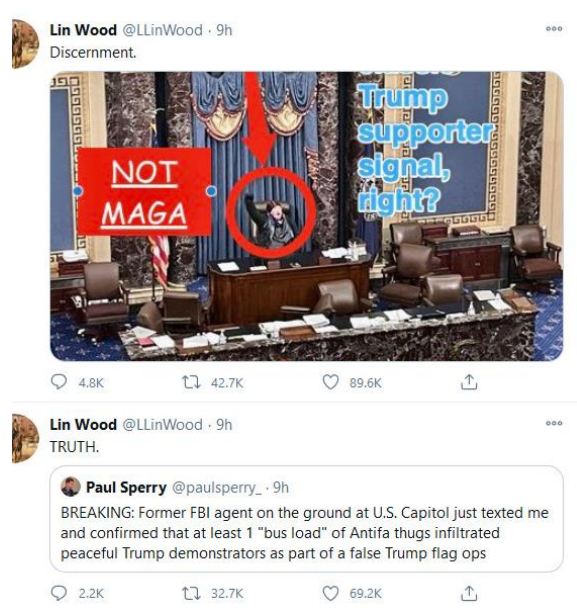 Lin Wood @LLinWood · 9h
Discernment.
Trump
supporter
signal,
right?
NOT
MAGA
4.8K 42.7K 89.6K
Lin Wood @LLinWood · 9h
TRUTH.
Paul Sperry @paulsperry_ · 9h
BREAKING: Former FBI agent on the ground at U.S. Capitol just texted me
and confirmed that at least 1 "bus load" of Antifa thugs infiltrated
peaceful Trump demonstrators as part of a false Trump flag ops
2.2K 32.7K 69.2K